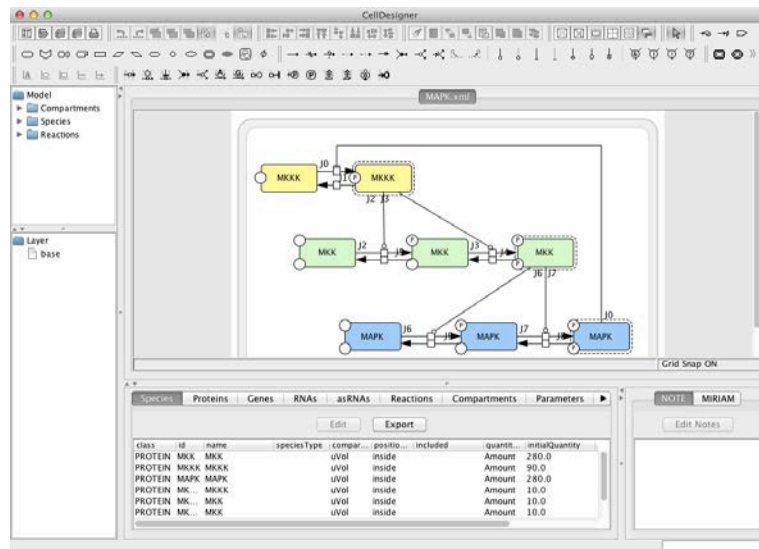 CellDesigner
Model
Compartments
Species
Reactions
Layer
base
MAPK.xml
J0
MKKK
P
MKKK
J2 J3
J2
P
J3
P
MKK
MKK
MKK
P
J6 J7
J0
J6
P
J7
P
MAPK
MAPK
MAPK
P
Grid Snap ON
Species Proteins Genes RNAs asRNAs Reactions Compartments Parameters
Edit Export
class id name speciesType compar... positio... included quantit... initialQuantity
PROTEIN MKK MKK uVol inside Amount 280.0
PROTEIN MKKK MKKK uVol inside Amount 90.0
PROTEIN MAPK MAPK uVol inside Amount 280.0
PROTEIN MK... MKKK uVol inside Amount 10.0
PROTEIN MK... MKK uVol inside Amount 10.0
PROTEIN MK... MKK uVol inside Amount 10.0
NOTE MIRIAM
Edit Notes